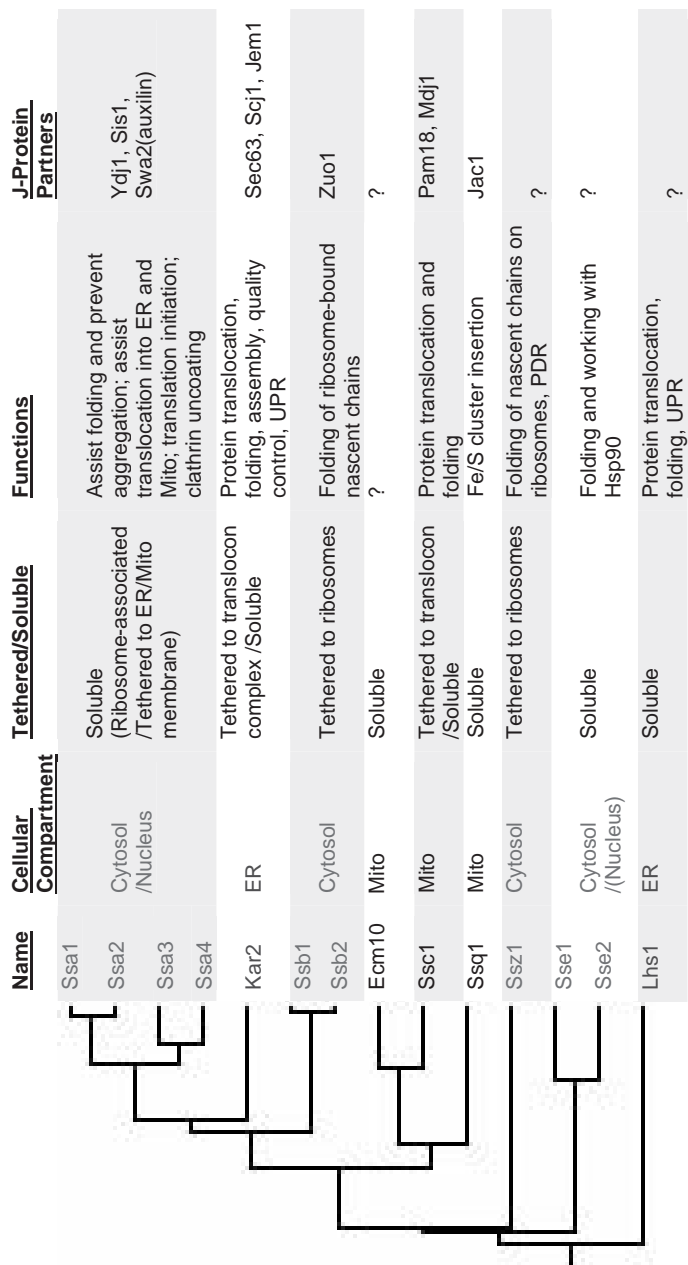 Name
Cellular
Compartment
Tethered/Soluble
Functions
J-Protein
Partners
Ssa1
Ssa2
Ssa3
Ssa4
Cytosol
/Nucleus
Soluble
(Ribosome-associated
/Tethered to ER/Mito
membrane)
Assist folding and prevent
aggregation; assist
translocation into ER and
Mito; translation initiation;
clathrin uncoating
Ydj1, Sis1,
Swa2(auxilin)
Kar2
ER
Tethered to translocon
complex /Soluble
Protein translocation,
folding, assembly, quality
control, UPR
Sec63, Scj1, Jem1
Ssb1
Ssb2
Cytosol
Tethered to ribosomes
Folding of ribosome-bound
nascent chains
Zuo1
Ecm10
Mito
Soluble
?
?
Ssc1
Mito
Tethered to translocon
/Soluble
Protein translocation and
folding
Pam18, Mdj1
Ssq1
Mito
Soluble
Fe/S cluster insertion
Jac1
Ssz1
Cytosol
Tethered to ribosomes
Folding of nascent chains on
ribosomes, PDR
?
Sse1
Sse2
Cytosol
/(Nucleus)
Soluble
Folding and working with
Hsp90
?
Lhs1
ER
Soluble
Protein translocation,
folding, UPR
?